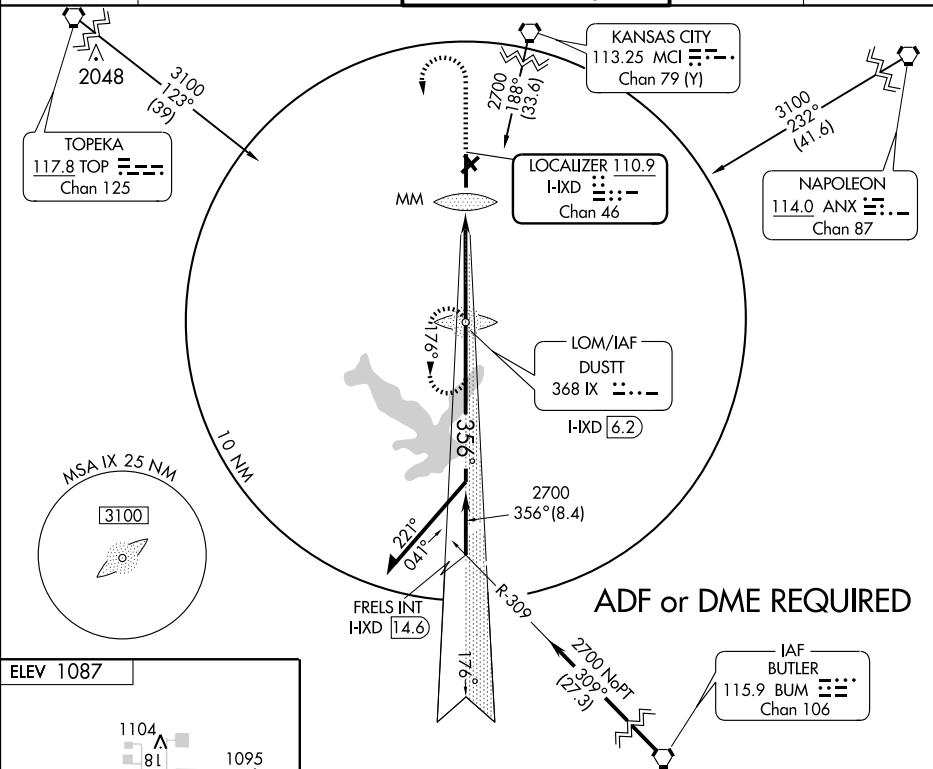 2048
3100
123°
(39)
TOPEKA
117.8 TOP
Chan 125
KANSAS CITY
113.25 MCI
Chan 79 (Y)
2700
188°
(33.6)
3100
232°
(41.6)
NAPOLEON
114.0 ANX
Chan 87
LOCALIZER 110.9
I-IXD
Chan 46
MM
LOM/IAF
DUSTT
368 IX
I-IXD 6.2
176°
356°
10 NM
MSA IX 25 NM
3100
2700
356° (8.4)
221°
041°
FRELS INT
I-IXD 14.6
R-309
176°
ADF or DME REQUIRED
2700 NoPT
309°
(27.3)
IAF
BUTLER
115.9 BUM
Chan 106
ELEV 1087
1104
18
1095